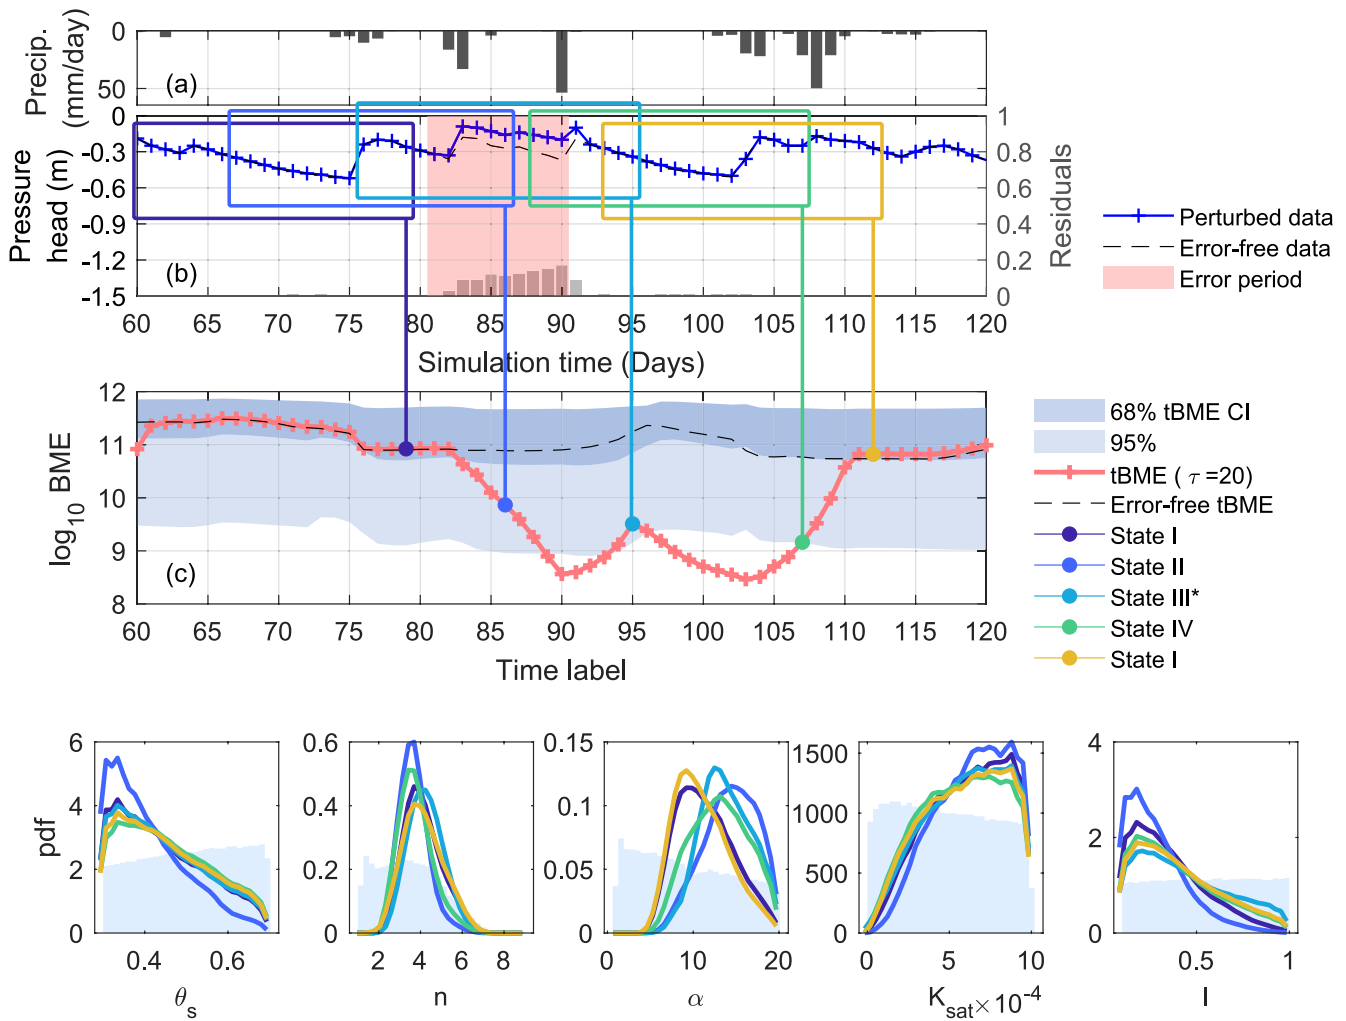 Precip.
(mm/day)
0
50
(a)
Pressure
head (m)
0
-0.3
-0.6
-0.9
-1.2
-1.5
(b)
1
0.8
0.6
0.4
0.2
0
Residuals
60 65 70 75 80 85 90 95 100 105 110 115 120
Simulation time (Days)
Perturbed data
Error-free data
Error period
log10 BME
12
11
10
9
8
(c)
60 65 70 75 80 85 90 95 100 105 110 115 120
Time label
68% tBME CI
95%
tBME ( τ =20)
Error-free tBME
State I
State II
State III*
State IV
State I
pdf
6
4
2
0
0.4 0.6
θs
0.6
0.4
0.2
0
2 4 6 8
n
0.15
0.1
0.05
0
0 10 20
α
1500
1000
500
0
0 5 10
Ksat×10-4
4
2
0
0.5 1
l